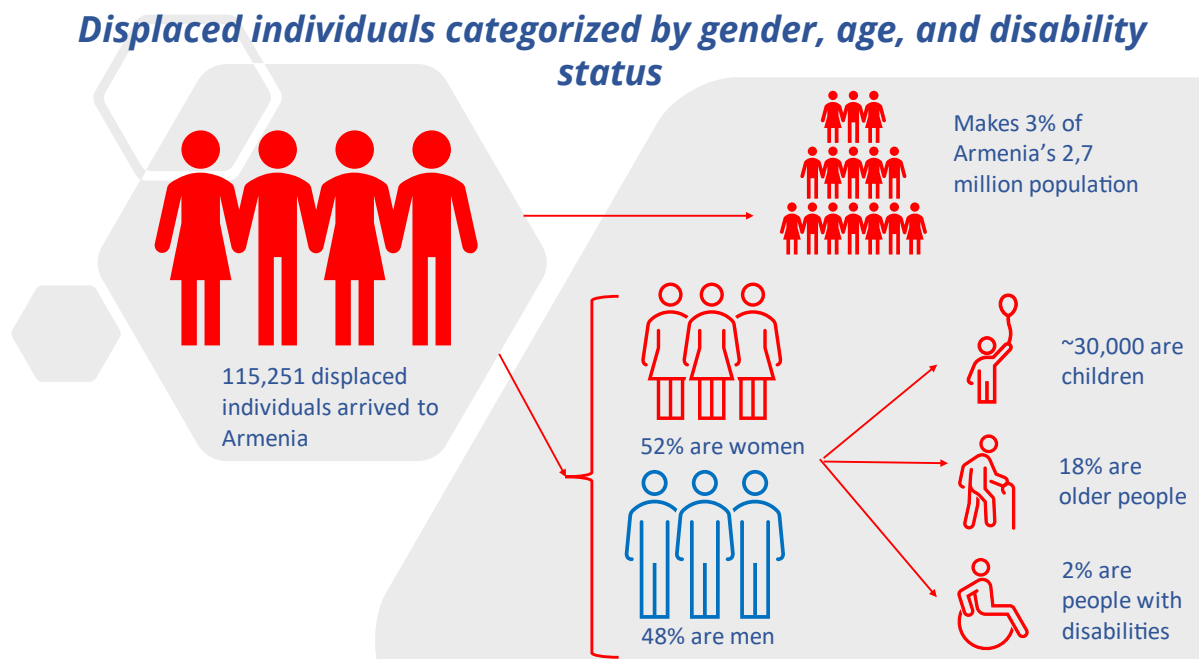 Displaced individuals categorized by gender, age, and disability
status
115,251 displaced
individuals arrived to
Armenia
Makes 3% of
Armenia's 2,7
million population
52% are women
48% are men
~30,000 are
children
18% are
older people
2% are
people with
disabilities